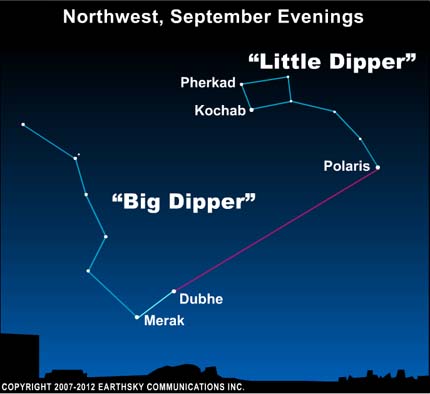 Northwest, September Evenings
“Little Dipper”
Pherkad
Kochab
Polaris
“Big Dipper”
Dubhe
Merak
COPYRIGHT 2007-2012 EARTHSKY COMMUNICATIONS INC.